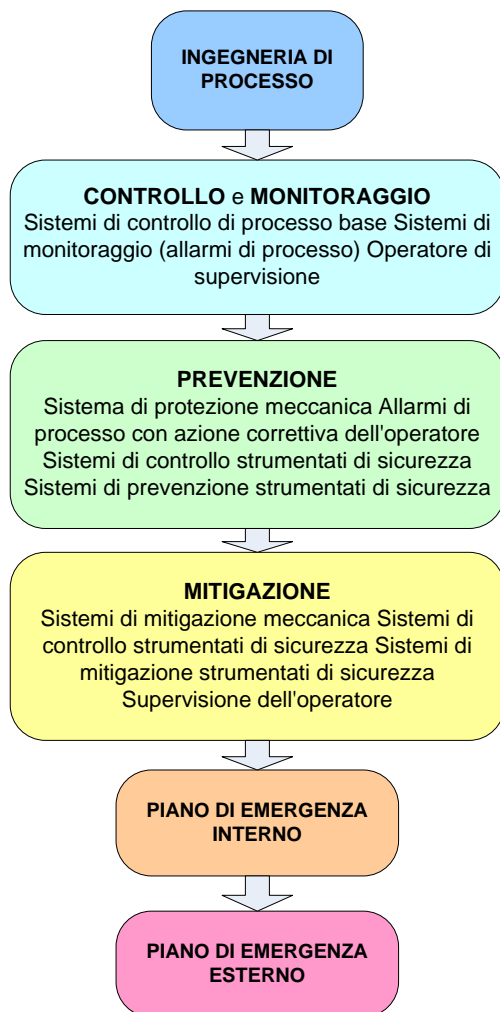 INGEGNERIA DI
PROCESSO
CONTROLLO e MONITORAGGIO
Sistemi di controllo di processo base Sistemi di
monitoraggio (allarmi di processo) Operatore di
supervisione
PREVENZIONE
Sistema di protezione meccanica Allarmi di
processo con azione correttiva dell'operatore
Sistemi di controllo strumentati di sicurezza
Sistemi di prevenzione strumentati di sicurezza
MITIGAZIONE
Sistemi di mitigazione meccanica Sistemi di
controllo strumentati di sicurezza Sistemi di
mitigazione strumentati di sicurezza
Supervisione dell'operatore
PIANO DI EMERGENZA
INTERNO
PIANO DI EMERGENZA
ESTERNO